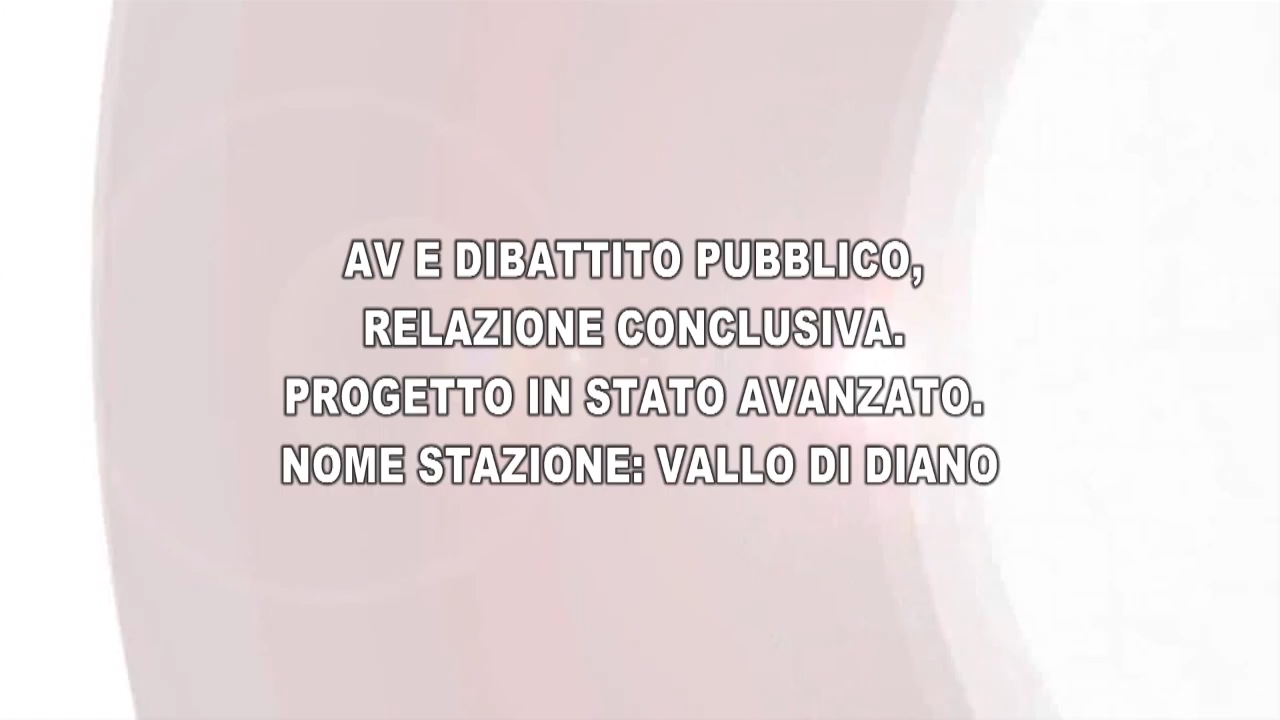 AV E DIBATTITO PUBBLICO,
RELAZIONE CONCLUSIVA.
PROGETTO IN STATO AVANZATO.
NOME STAZIONE: VALLO DI DIANO